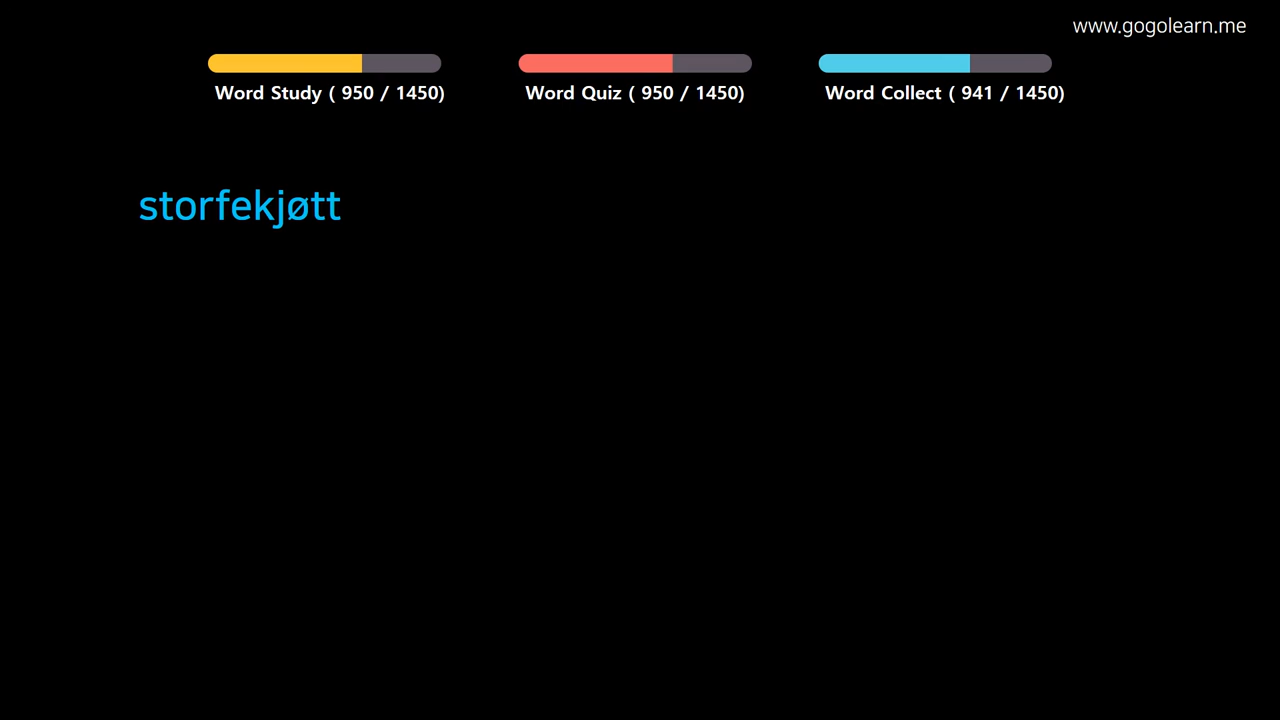 www.gogolearn.me
Word Study ( 950 / 1450)
Word Quiz ( 950 / 1450)
Word Collect ( 941 / 1450)
storfekjøtt